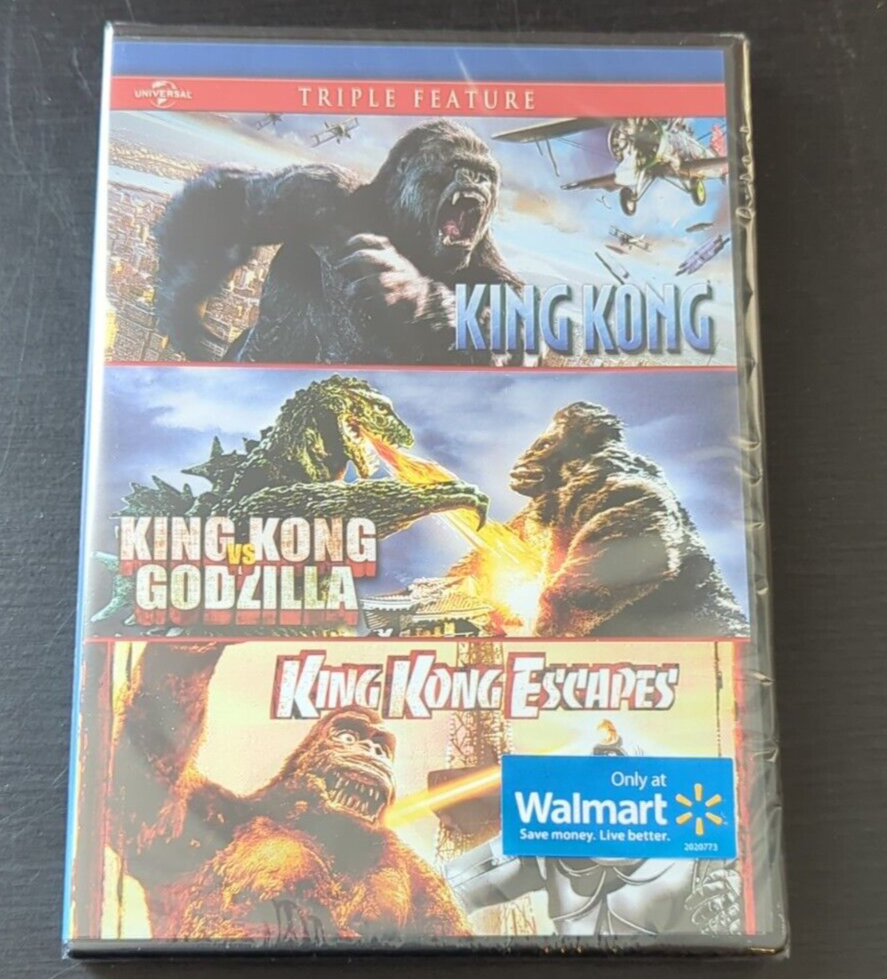 UNIVERSAL
TRIPLE FEATURE
KING KONG
KING VS KONG
GODZILLA
KING KONG ESCAPES
Only at
Walmart
Save money. Live better.
2020773